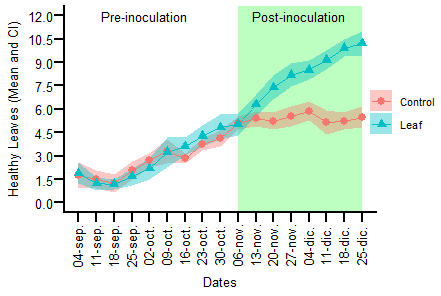 Pre-inoculation Post-inoculation
12.0
10.5
9.0
7.5
6.0
4.5
3.0
1.5
0.0
Healthy Leaves (Mean and CI)
Control
Leaf
04-sep.
11-sep.
18-sep.
25-sep.
02-oct.
09-oct.
16-oct.
23-oct.
30-oct.
06-nov.
13-nov.
20-nov.
27-nov.
04-dic.
11-dic.
18-dic.
25-dic.
Dates